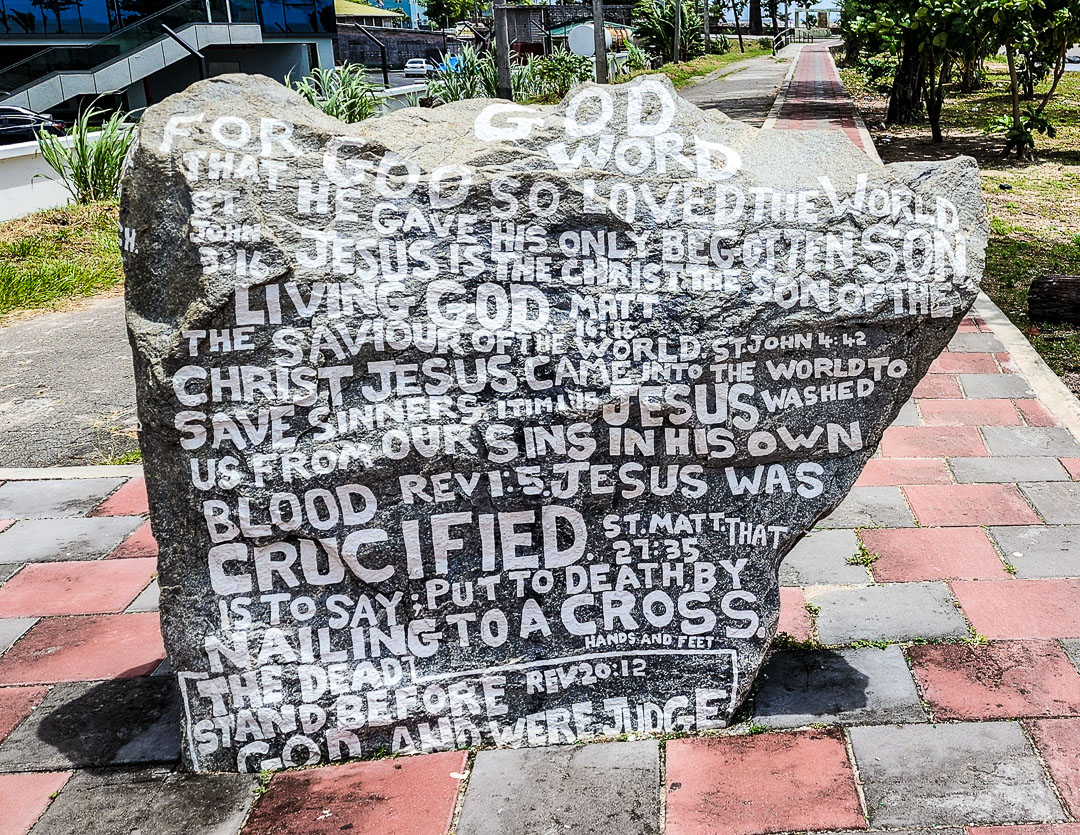 GOD
WORD
FOR GOD SO LOVED THE WORLD
THAT HE GAVE HIS ONLY BEGOTTEN SON
ST JOHN 3:16
JESUS IS THE CHRIST THE SON OF THE
LIVING GOD MATT 16:16
THE SAVIOUR OF THE WORLD. ST JOHN 4:42
CHRIST JESUS CAME INTO THE WORLD TO
SAVE SINNERS. 1TIM 1:15 JESUS WASHED
US FROM OUR SINS IN HIS OWN
BLOOD REV 1:5. JESUS WAS
CRUCIFIED. ST. MATT. 27:35 THAT
IS TO SAY; PUT TO DEATH BY
NAILING TO A CROSS.
HANDS. AND FEET
THE DEAD REV 20:12
STAND BEFORE
GOD AND WERE JUDGE